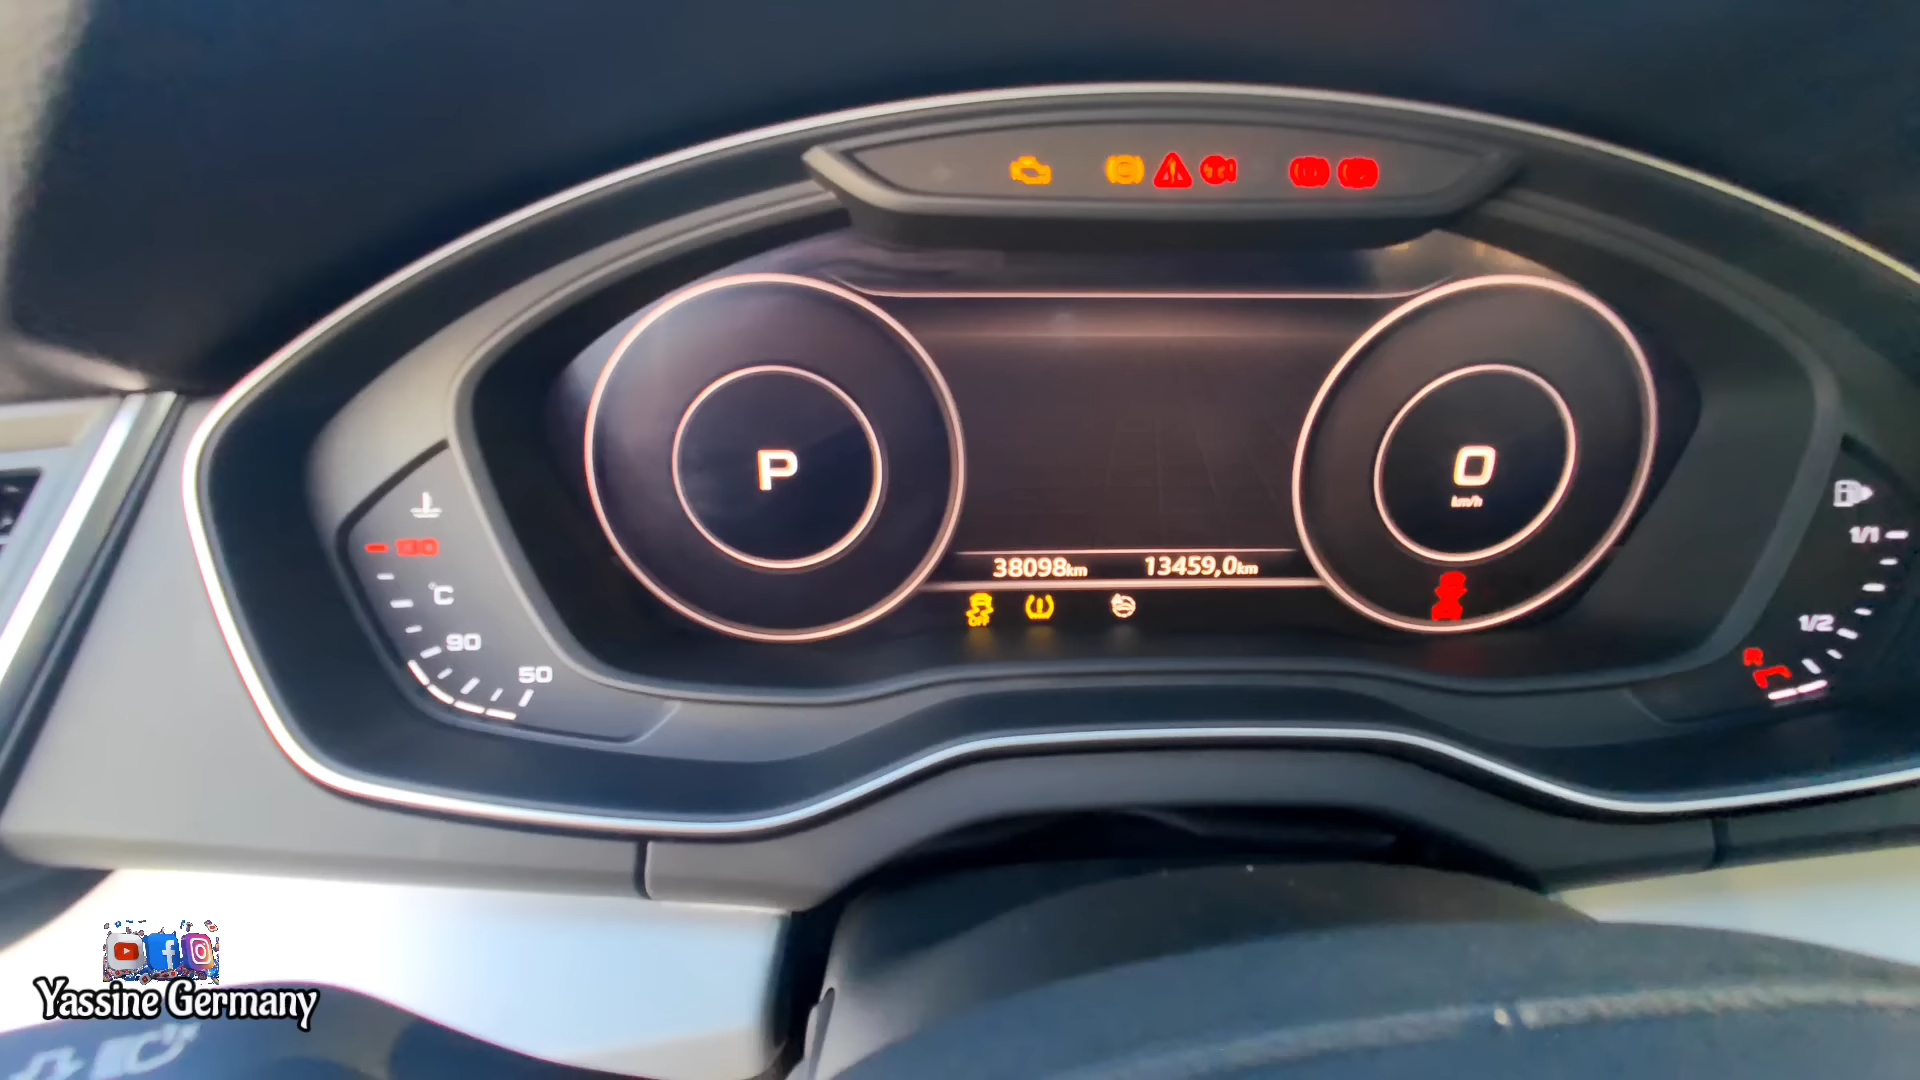 P
0
km/h
38098km
13459,0km
OFF
130
°C
90
50
1/1
1/2
R
Yassine Germany